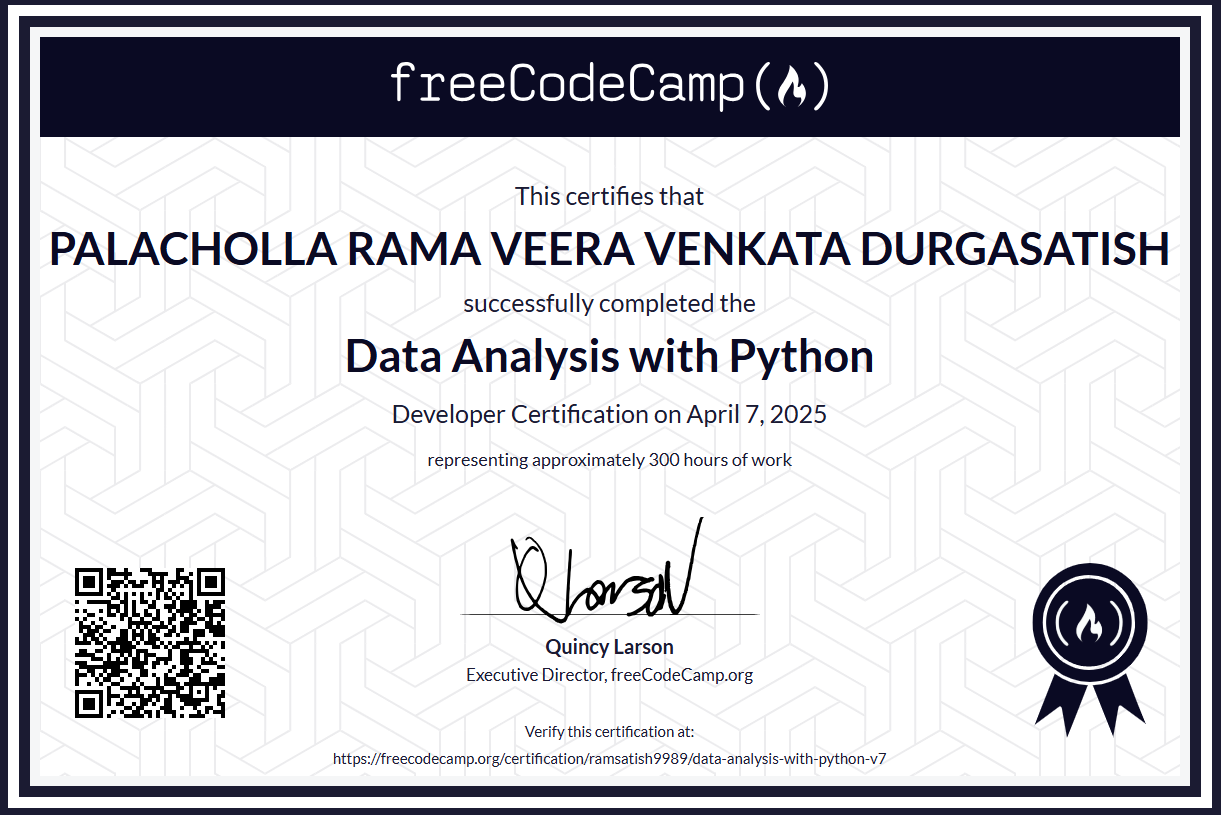 freeCodeCamp
This certifies that
PALACHOLLA RAMA VEERA VENKATA DURGASATISH
successfully completed the
Data Analysis with Python
Developer Certification on April 7, 2025
representing approximately 300 hours of work
Q Larson
Quincy Larson
Executive Director, freeCodeCamp.org
Verify this certification at:
https://freecodecamp.org/certification/ramsatish9989/data-analysis-with-python-v7